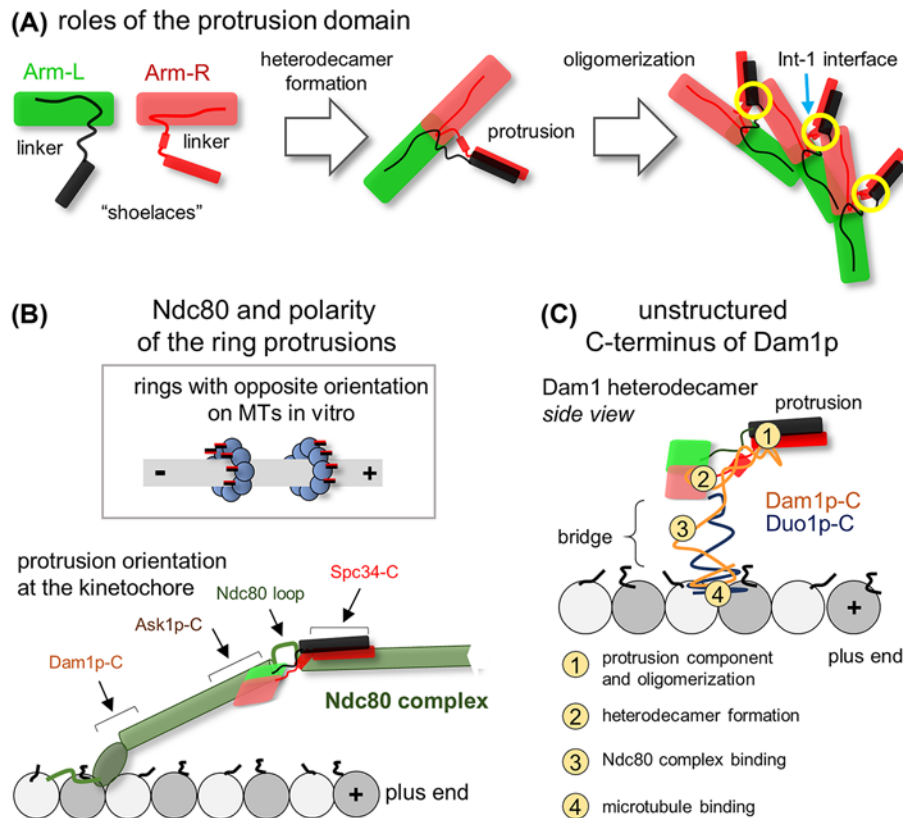 (A) roles of the protrusion domain
Arm-L
Arm-R
linker
linker
"shoelaces"
heterodecamer
formation
protrusion
oligomerization
Int-1 interface
(B) Ndc80 and polarity
of the ring protrusions
rings with opposite orientation
on MTs in vitro
-
+
protrusion orientation
at the kinetochore
Dam1p-C
Ask1p-C
Ndc80 loop
Spc34-C
Ndc80 complex
+
plus end
(C) unstructured
C-terminus of Dam1p
Dam1 heterodecamer
side view
protrusion
1
2
Dam1p-C
Duo1p-C
bridge
3
4
+
plus end
1 protrusion component
and oligomerization
2 heterodecamer formation
3 Ndc80 complex binding
4 microtubule binding